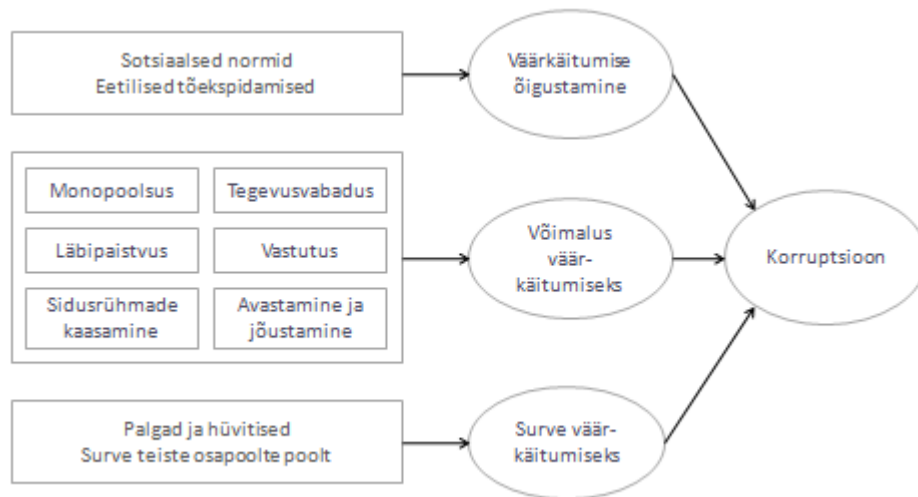 Sotsiaalsed normid
Eetilised tõekspidamised
Väärkäitumise
õigustamine
Monopoolsus
Tegevusvabadus
Läbipaistvus
Vastutus
Sidusrühmade
kaasamine
Avastamine ja
jõustamine
Võimalus
väär-
käitumiseks
Korruptsioon
Palgad ja hüvitised
Surve teiste osapoolte poolt
Surve väär-
käitumiseks